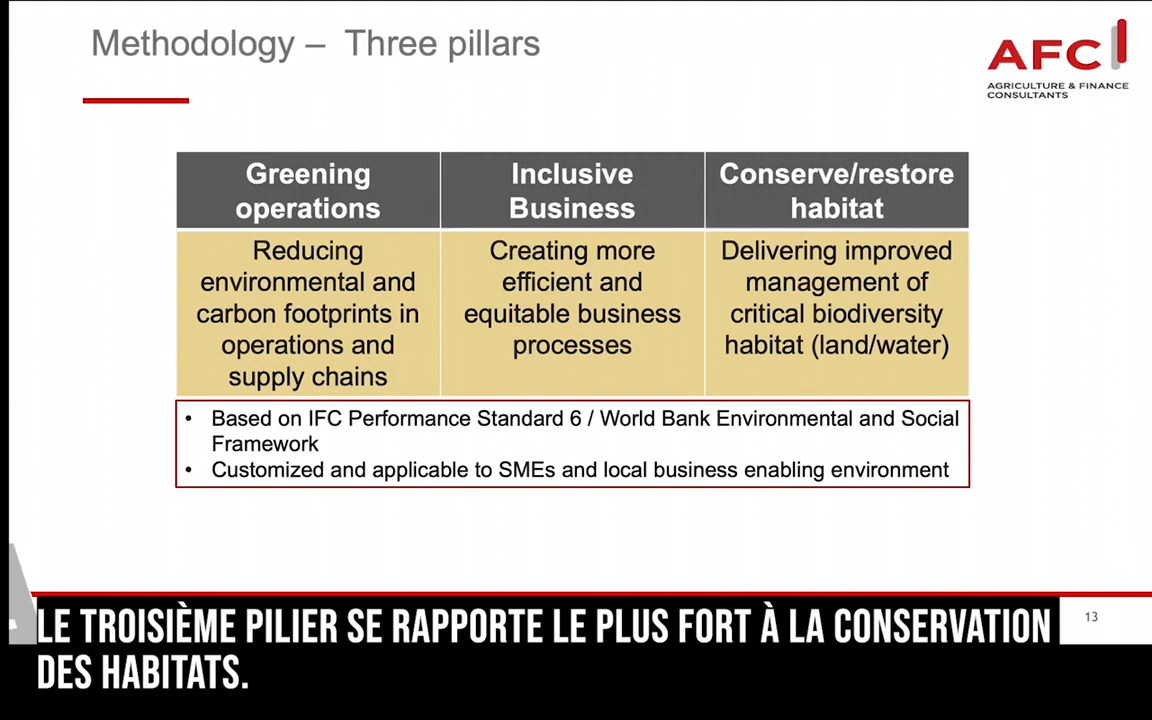 Methodology – Three pillars
AFC
AGRICULTURE & FINANCE
CONSULTANTS
Greening
operations
Inclusive
Business
Conserve/restore
habitat
Reducing
environmental and
carbon footprints in
operations and
supply chains
Creating more
efficient and
equitable business
processes
Delivering improved
management of
critical biodiversity
habitat (land/water)
• Based on IFC Performance Standard 6 / World Bank Environmental and Social
Framework
• Customized and applicable to SMEs and local business enabling environment
13
LE TROISIÈME PILIER SE RAPPORTE LE PLUS FORT À LA CONSERVATION
DES HABITATS.